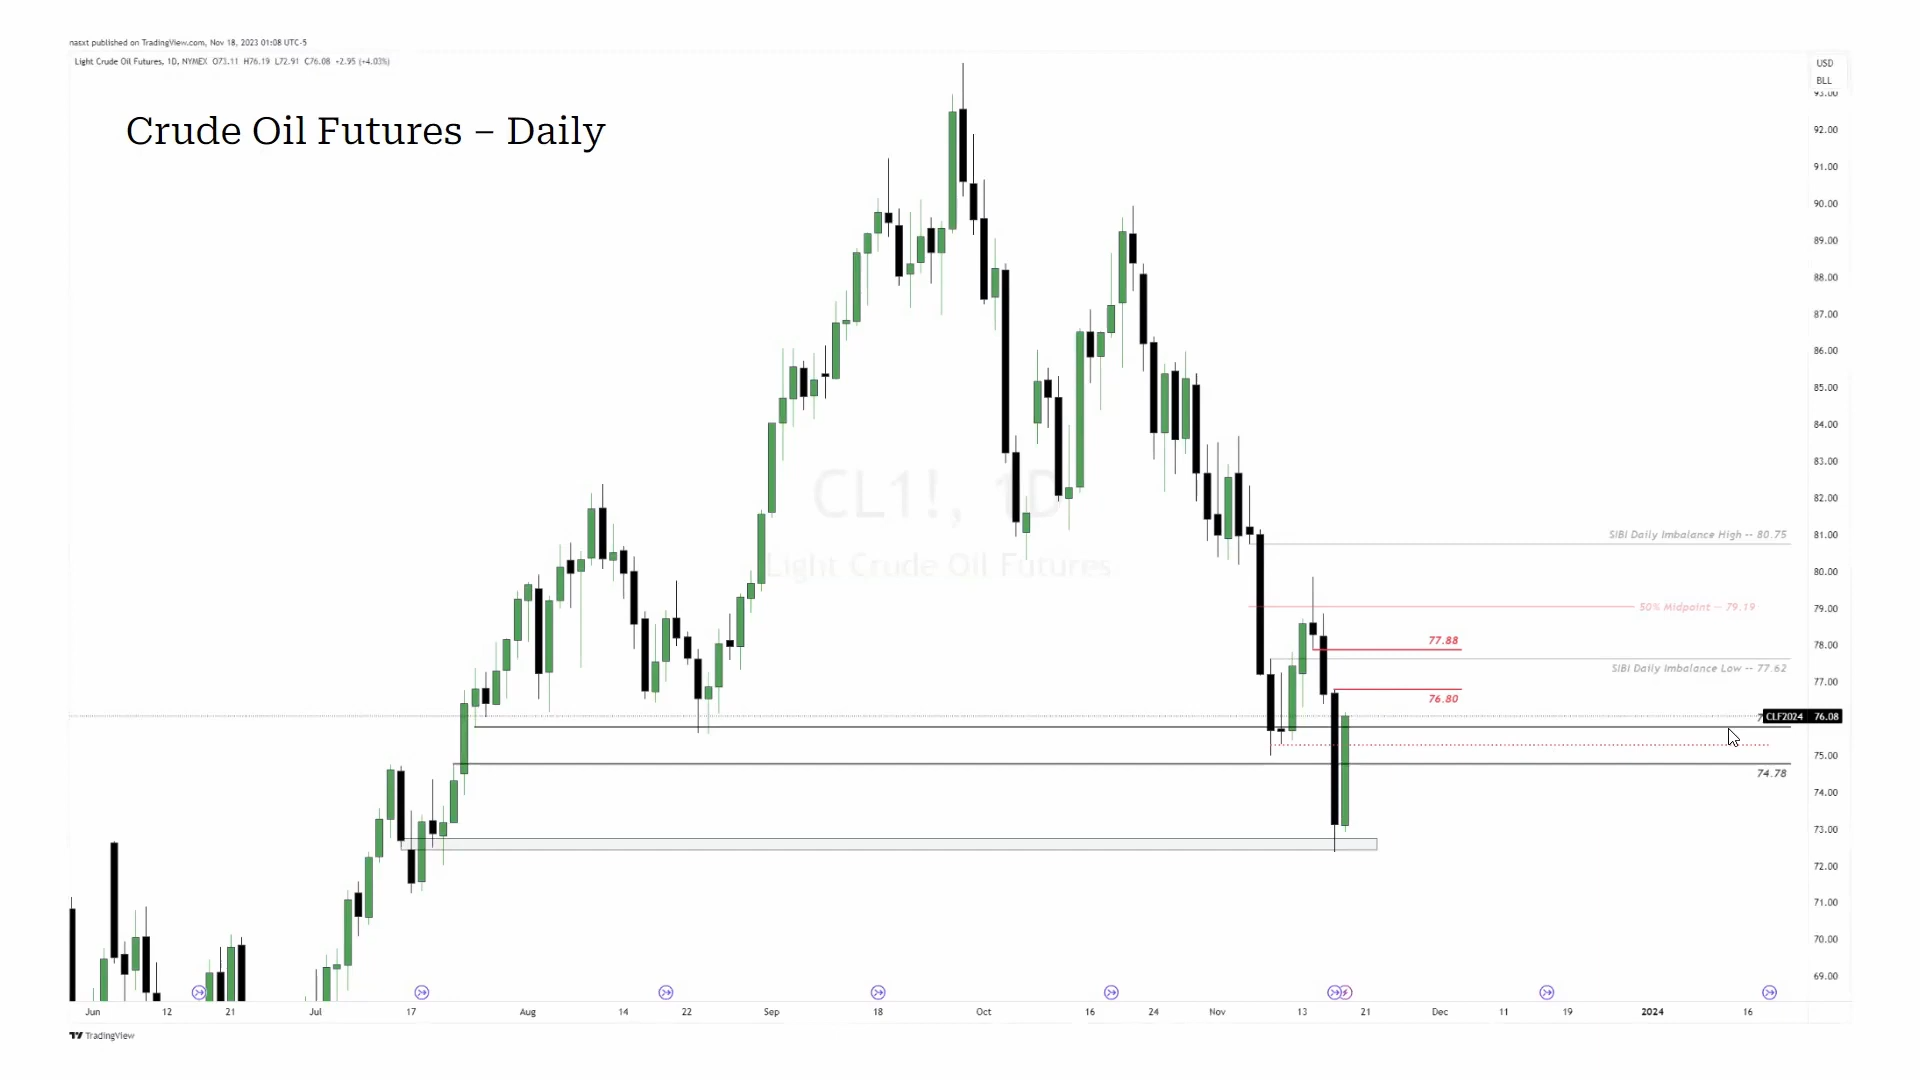 nasxt published on TradingView.com, Nov 18, 2023 01:08 UTC-5
Light Crude Oil Futures, 1D, NYMEX O73.11 H76.19 L72.91 C76.08 +2.95 (+4.03%)
USD
BLL
93.00
Crude Oil Futures – Daily
92.00
91.00
90.00
89.00
88.00
87.00
86.00
85.00
84.00
83.00
82.00
CL1!, 1D
Light Crude Oil Futures
81.00
SIBI Daily Imbalance High -- 80.75
80.00
79.00
50% Midpoint -- 79.19
77.88
78.00
SIBI Daily Imbalance Low -- 77.62
77.00
76.80
CLF2024 76.08
75.00
74.78
74.00
73.00
72.00
71.00
70.00
69.00
Jun 12 21 Jul 17 Aug 14 22 Sep 18 Oct 16 24 Nov 13 21 Dec 11 19 2024 16
TradingView